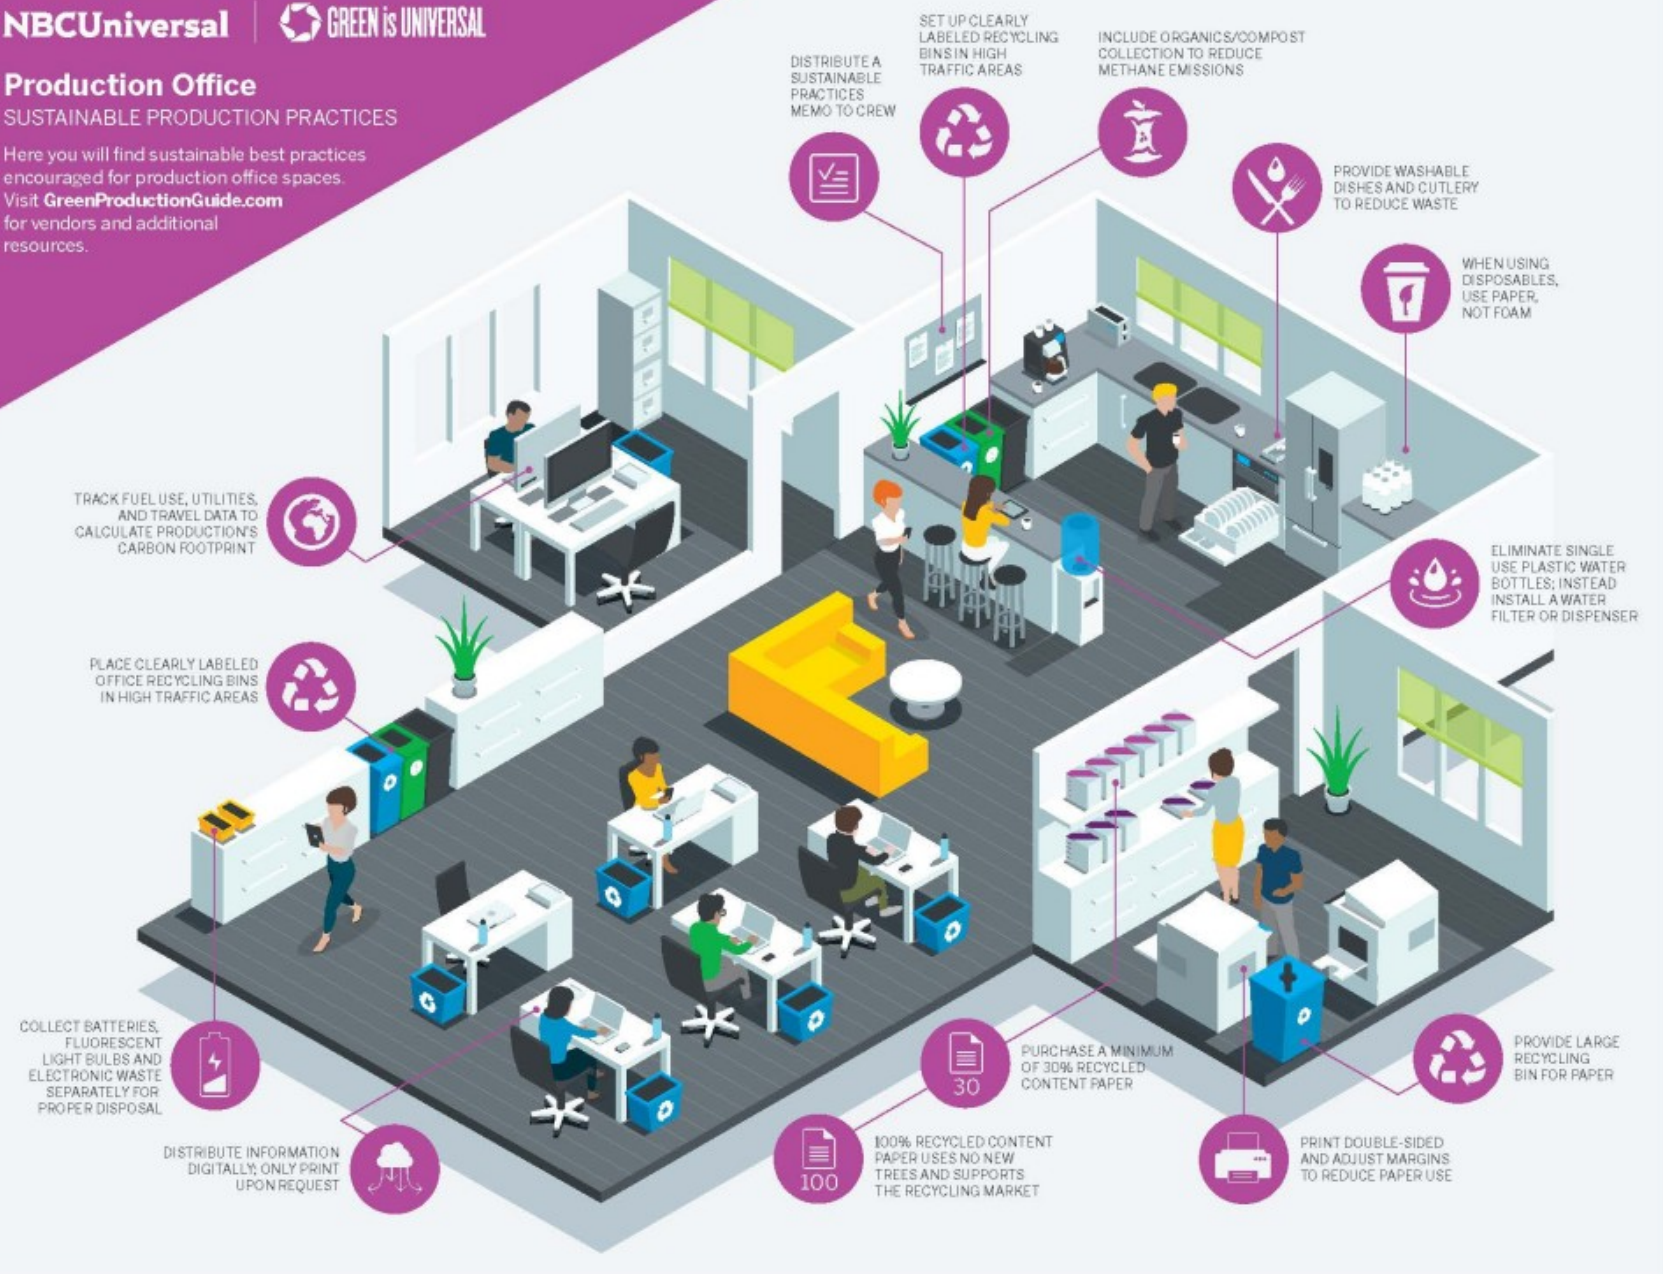 NBCUniversal
GREEN is UNIVERSAL
Production Office
SUSTAINABLE PRODUCTION PRACTICES
Here you will find sustainable best practices
encouraged for production office spaces.
Visit GreenProductionGuide.com
for vendors and additional
resources.
DISTRIBUTE A
SUSTAINABLE
PRACTICES
MEMO TO CREW
SET UP CLEARLY
LABELED RECYCLING
BINS IN HIGH
TRAFFIC AREAS
INCLUDE ORGANICS/COMPOST
COLLECTION TO REDUCE
METHANE EMISSIONS
PROVIDE WASHABLE
DISHES AND CUTLERY
TO REDUCE WASTE
WHEN USING
DISPOSABLES,
USE PAPER,
NOT FOAM
TRACK FUEL USE, UTILITIES,
AND TRAVEL DATA TO
CALCULATE PRODUCTION'S
CARBON FOOTPRINT
ELIMINATE SINGLE
USE PLASTIC WATER
BOTTLES; INSTEAD
INSTALL A WATER
FILTER OR DISPENSER
PLACE CLEARLY LABELED
OFFICE RECYCLING BINS
IN HIGH TRAFFIC AREAS
COLLECT BATTERIES,
FLUORESCENT
LIGHT BULBS AND
ELECTRONIC WASTE
SEPARATELY FOR
PROPER DISPOSAL
DISTRIBUTE INFORMATION
DIGITALLY; ONLY PRINT
UPON REQUEST
30
PURCHASE A MINIMUM
OF 30% RECYCLED
CONTENT PAPER
100
100% RECYCLED CONTENT
PAPER USES NO NEW
TREES AND SUPPORTS
THE RECYCLING MARKET
PROVIDE LARGE
RECYCLING
BIN FOR PAPER
PRINT DOUBLE-SIDED
AND ADJUST MARGINS
TO REDUCE PAPER USE